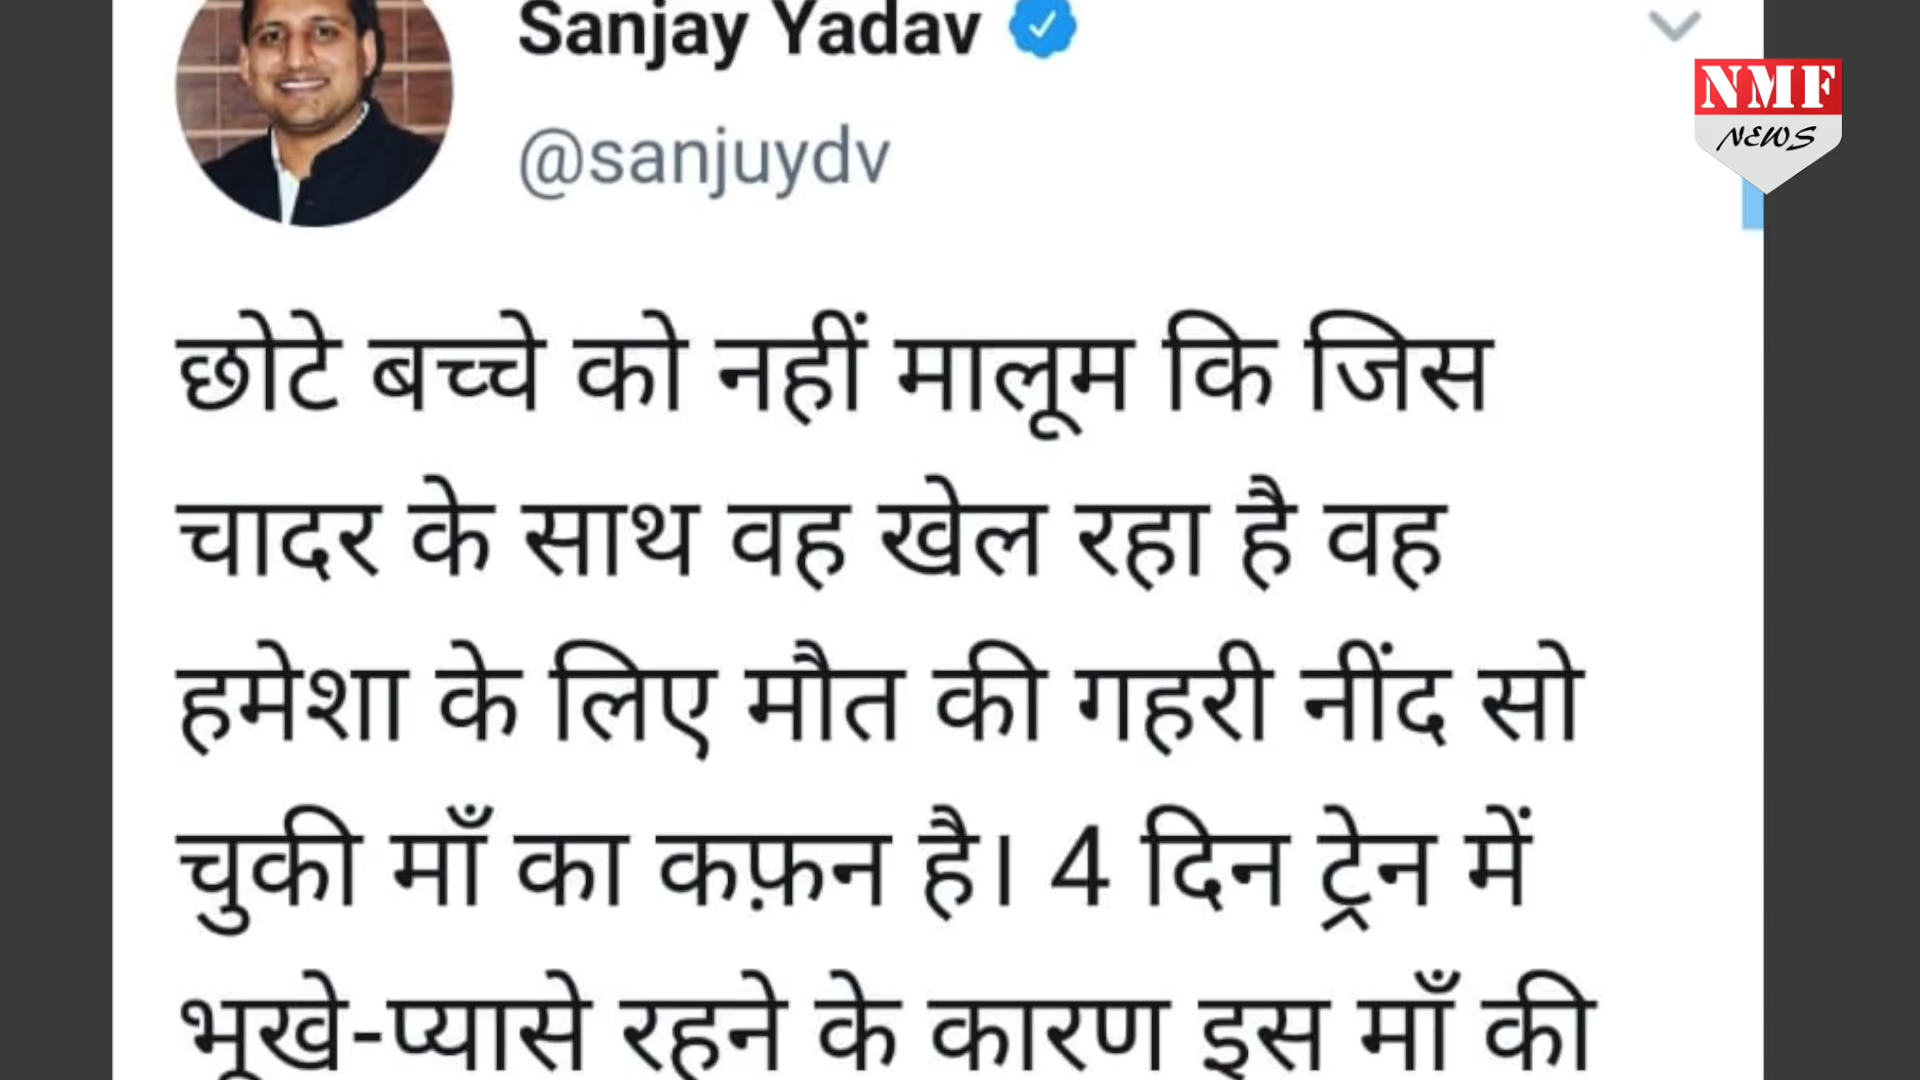 Sanjay Yadav
@sanjuydv
NMF
NEWS
छोटे बच्चे को नहीं मालूम कि जिस
चादर के साथ वह खेल रहा है वह
हमेशा के लिए मौत की गहरी नींद सो
चुकी माँ का कफ़न है। 4 दिन ट्रेन में
भूखे-प्यासे रहने के कारण इस माँ की